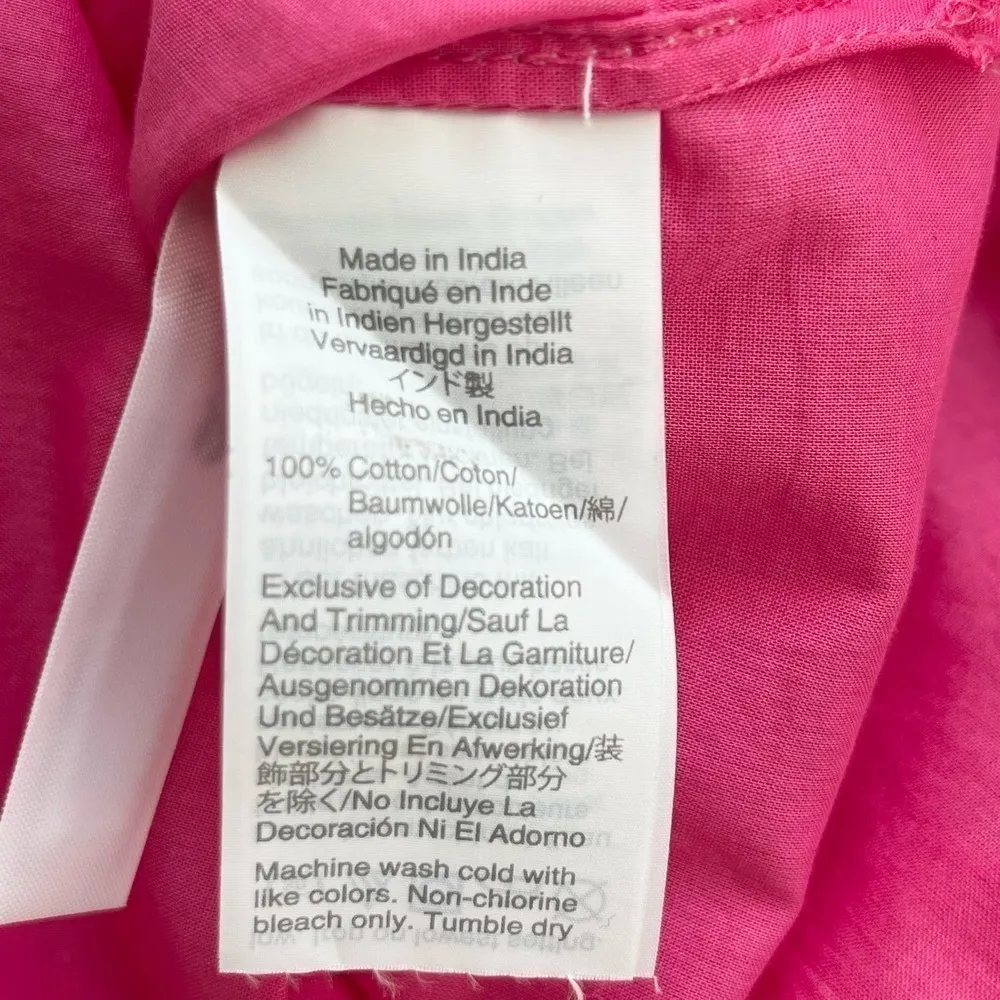 Made in India
Fabriqué en Inde
in Indien Hergestellt
Vervaardigd in India
インド製
Hecho en India
100% Cotton/Coton/
Baumwolle/Katoen/綿/
algodón
Exclusive of Decoration
And Trimming/Sauf La
Décoration Et La Garniture/
Ausgenommen Dekoration
Und Besätze/Exclusief
Versiering En Afwerking/装
飾部分とトリミング部分
を除く/No Incluye La
Decoración Ni El Adorno
Machine wash cold with
like colors. Non-chlorine
bleach only. Tumble dry